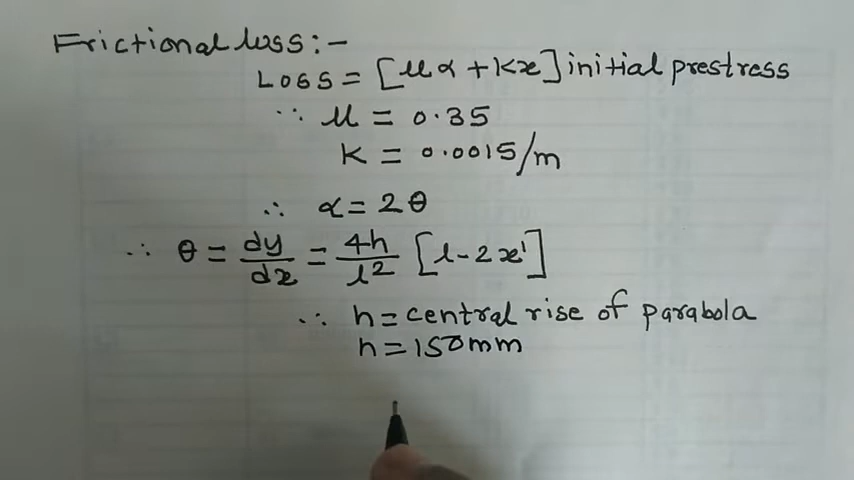 Frictional loss:-
Loss = [μα + Kx] initial prestress
∴ μ = 0.35
K = 0.0015/m
∴ α = 2θ
∴ θ = dy/dx = 4h/l² [l - 2x']
∴ h = central rise of parabola
h = 150mm